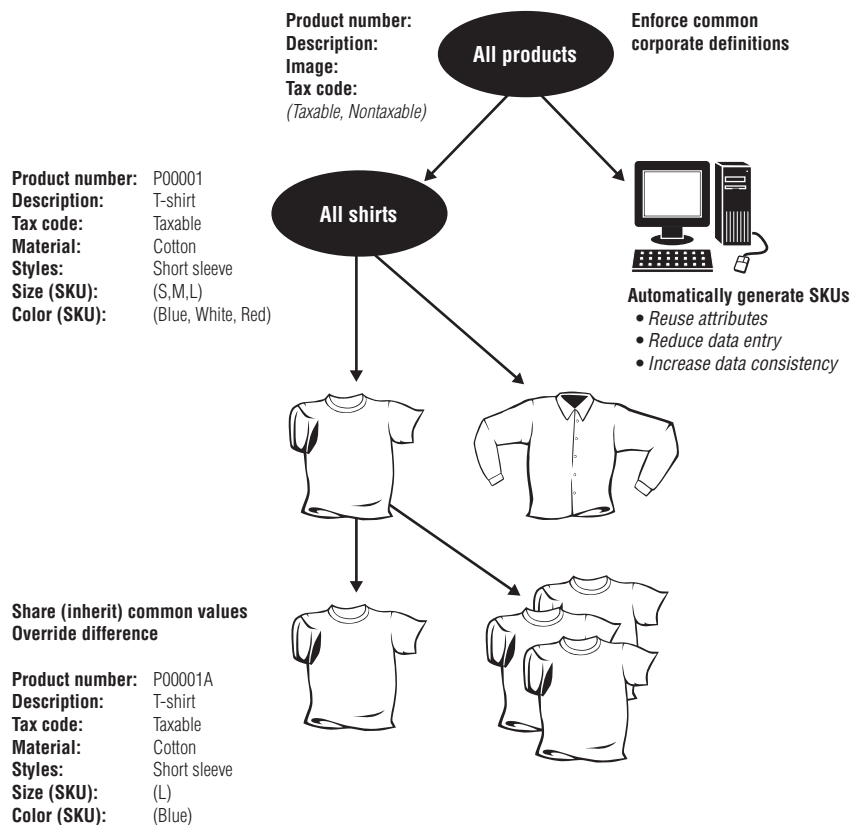 Product number:
Description:
Image:
Tax code:
(Taxable, Nontaxable)
All products
Enforce common
corporate definitions
Product number: P00001
Description: T-shirt
Tax code: Taxable
Material: Cotton
Styles: Short sleeve
Size (SKU): (S,M,L)
Color (SKU): (Blue, White, Red)
All shirts
Automatically generate SKUs
• Reuse attributes
• Reduce data entry
• Increase data consistency
Share (inherit) common values
Override difference
Product number: P00001A
Description: T-shirt
Tax code: Taxable
Material: Cotton
Styles: Short sleeve
Size (SKU): (L)
Color (SKU): (Blue)